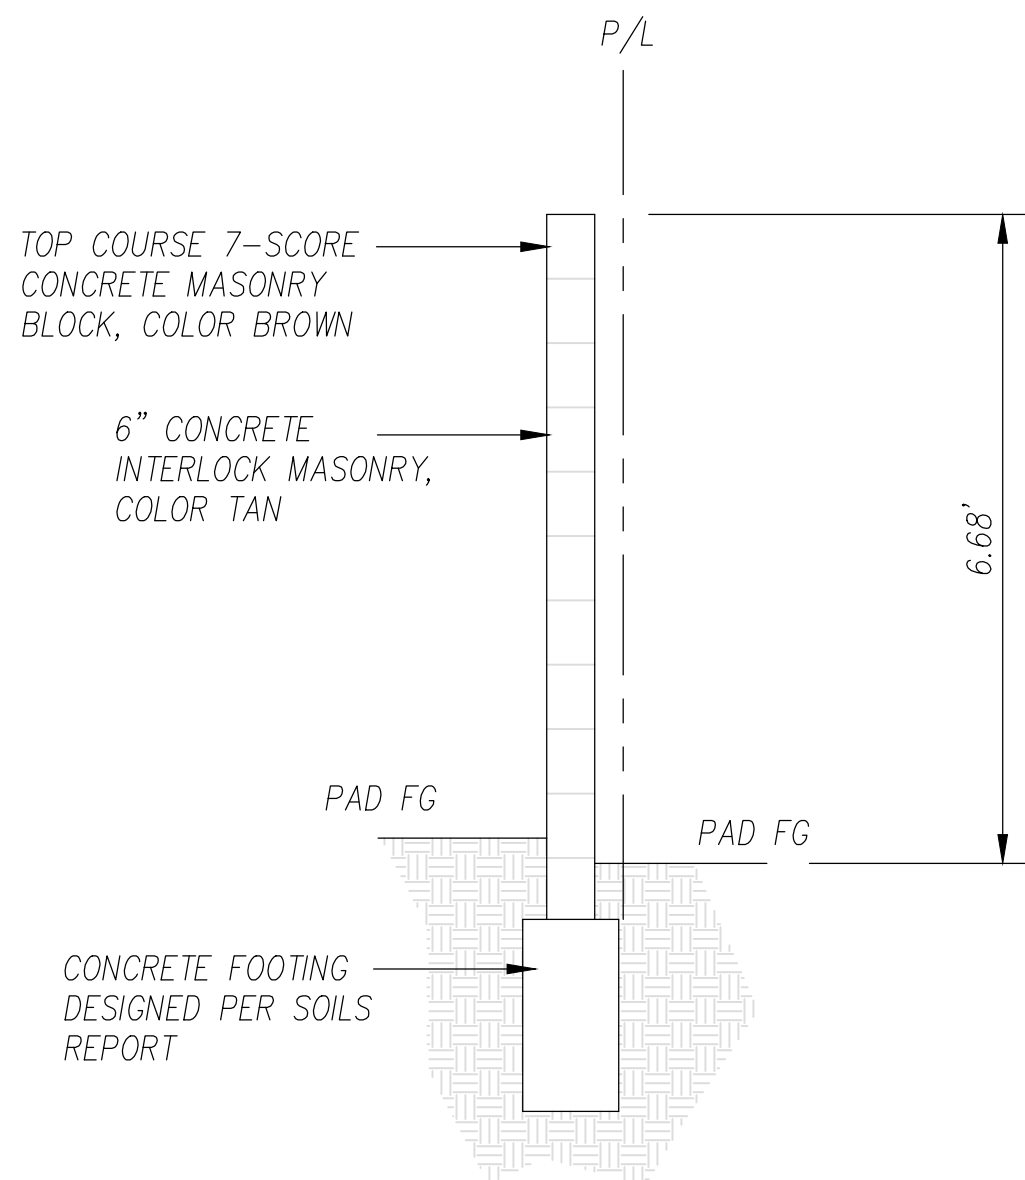 P/L
TOP COURSE 7-SCORE
CONCRETE MASONRY
BLOCK, COLOR BROWN
6" CONCRETE
INTERLOCK MASONRY,
COLOR TAN
6.68'
PAD FG
PAD FG
CONCRETE FOOTING
DESIGNED PER SOILS
REPORT